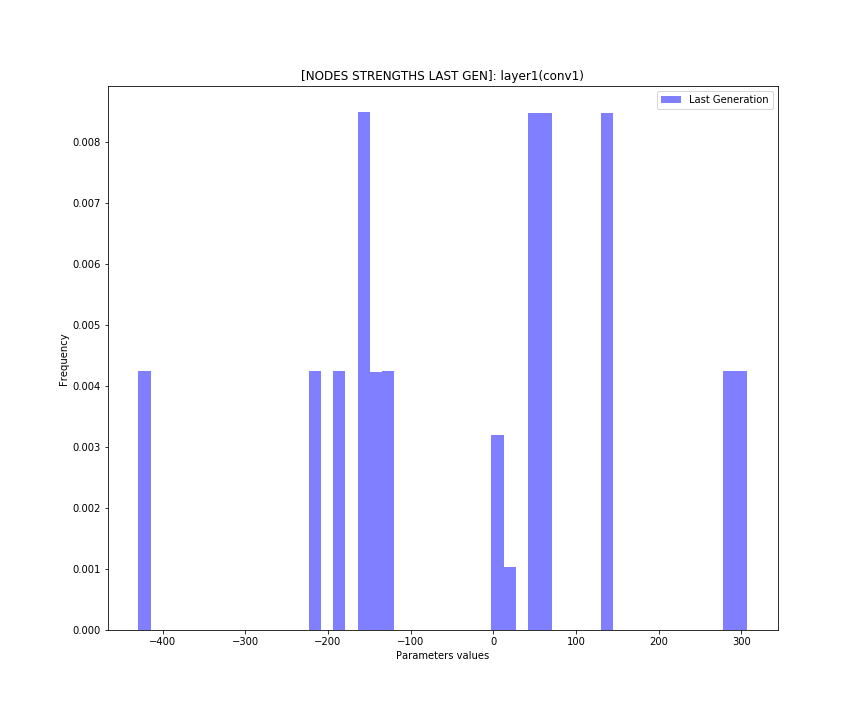 [NODES STRENGTHS LAST GEN]: layer1(conv1)
Last Generation
0.008
0.007
0.006
0.005
Frequency
0.004
0.003
0.002
0.001
0.000
−400 −300 −200 −100 0 100 200 300
Parameters values